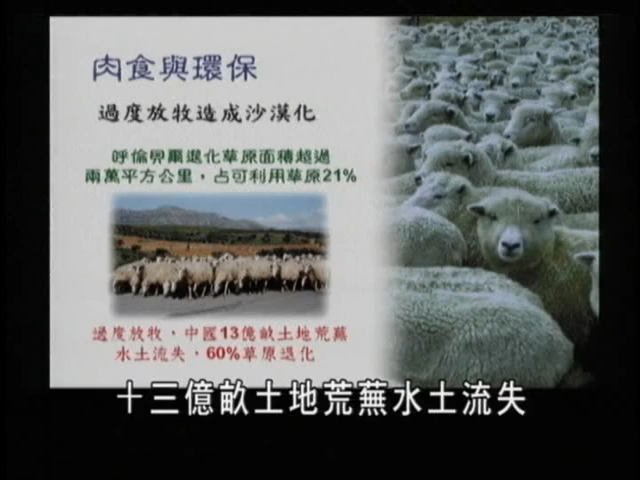 肉食與環保
過度放牧造成沙漠化
呼倫貝爾退化草原面積超過
兩萬平方公里，占可利用草原21%
過度放牧，中國13億畝土地荒蕪
水土流失，60%草原退化
十三億畝土地荒蕪水土流失